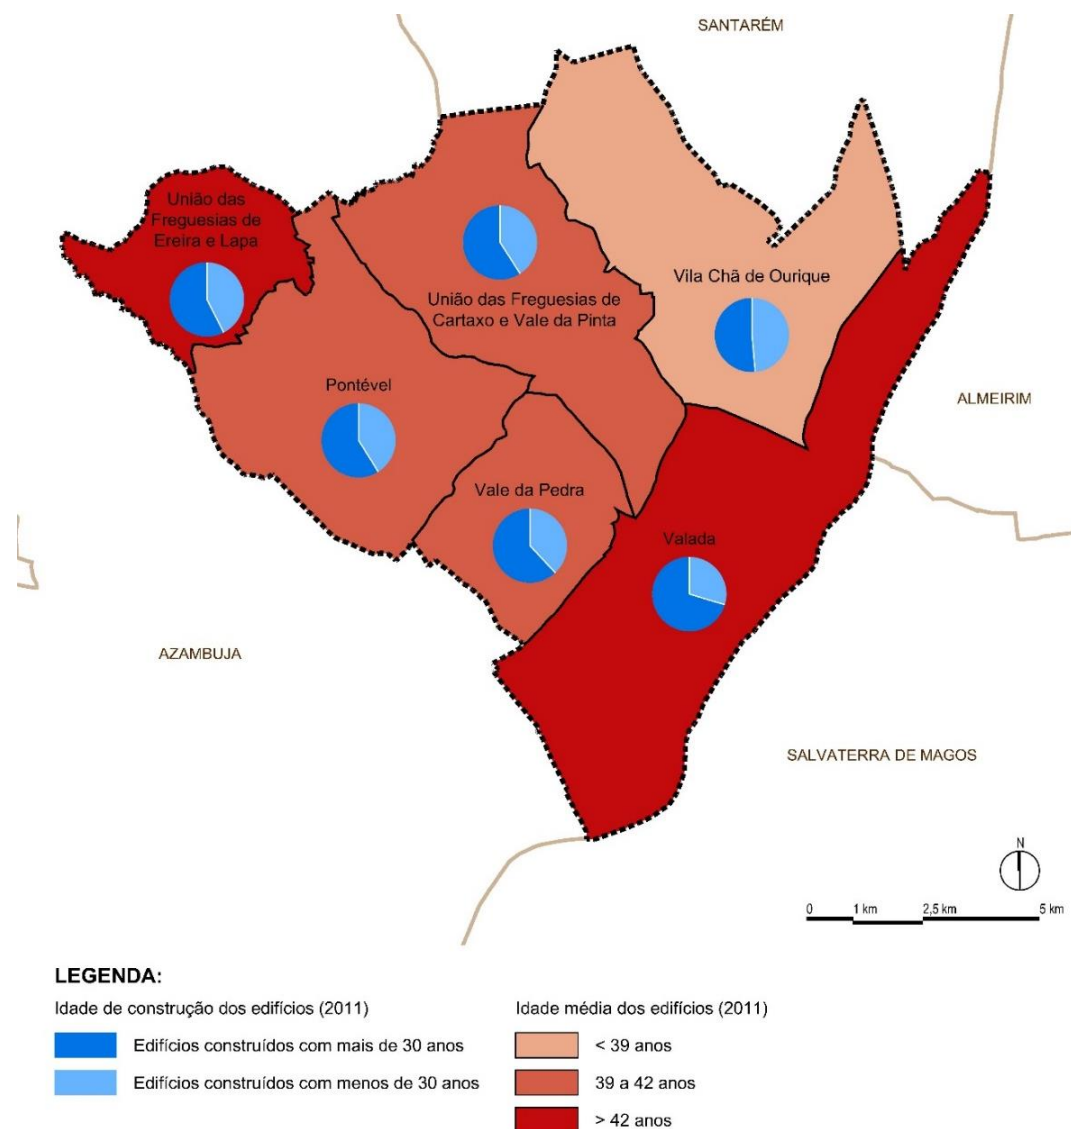 SANTARÉM
União das
Freguesias de
Ereira e Lapa
União das Freguesias de
Cartaxo e Vale da Pinta
Vila Chã de Ourique
Pontével
ALMEIRIM
Vale da Pedra
Valada
AZAMBUJA
SALVATERRA DE MAGOS
N
0 1 km 2,5 km 5 km
LEGENDA:
Idade de construção dos edifícios (2011)
Edifícios construídos com mais de 30 anos
Edifícios construídos com menos de 30 anos
Idade média dos edifícios (2011)
< 39 anos
39 a 42 anos
> 42 anos